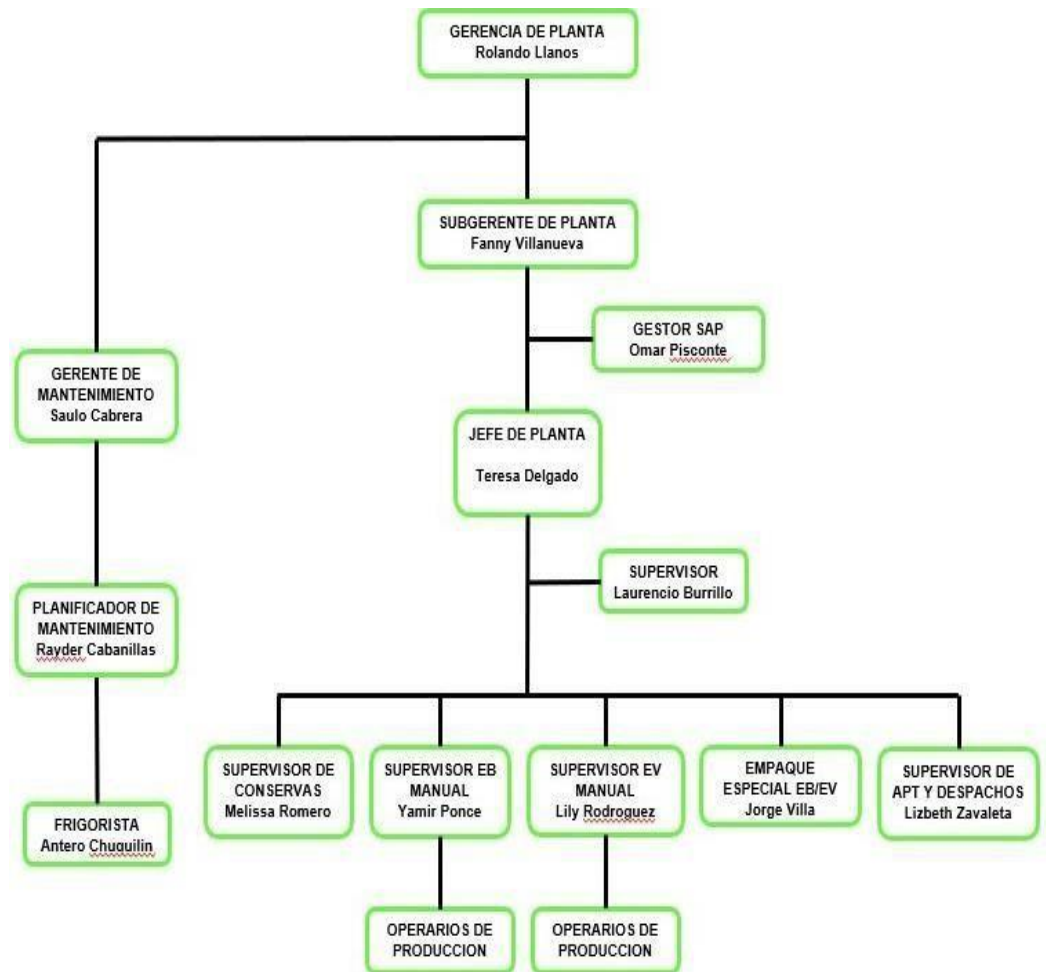 GERENCIA DE PLANTA
Rolando Llanos
SUBGERENTE DE PLANTA
Fanny Villanueva
GESTOR SAP
Omar Pisconte
GERENTE DE
MANTENIMIENTO
Saulo Cabrera
JEFE DE PLANTA
Teresa Delgado
SUPERVISOR
Laurencio Burrillo
PLANIFICADOR DE
MANTENIMIENTO
Rayder Cabanillas
SUPERVISOR DE
CONSERVAS
Melissa Romero
SUPERVISOR EB
MANUAL
Yamir Ponce
SUPERVISOR EV
MANUAL
Lily Rodroguez
EMPAQUE
ESPECIAL EB/EV
Jorge Villa
SUPERVISOR DE
APT Y DESPACHOS
Lizbeth Zavaleta
FRIGORISTA
Antero Chuquilin
OPERARIOS DE
PRODUCCION
OPERARIOS DE
PRODUCCION